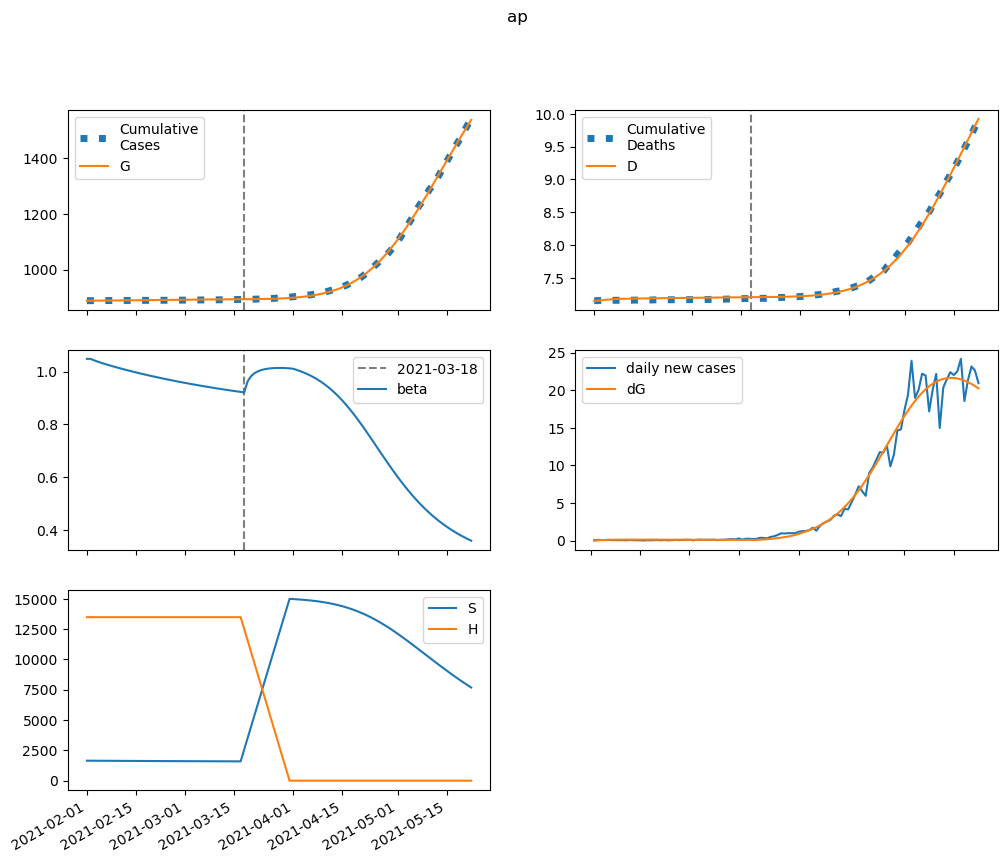 ap
Cumulative
Cases
G
1400
1200
1000
Cumulative
Deaths
D
10.0
9.5
9.0
8.5
8.0
7.5
2021-03-18
beta
1.0
0.8
0.6
0.4
daily new cases
dG
25
20
15
10
5
0
S
H
15000
12500
10000
7500
5000
2500
0
2021-02-01
2021-02-15
2021-03-01
2021-03-15
2021-04-01
2021-04-15
2021-05-01
2021-05-15